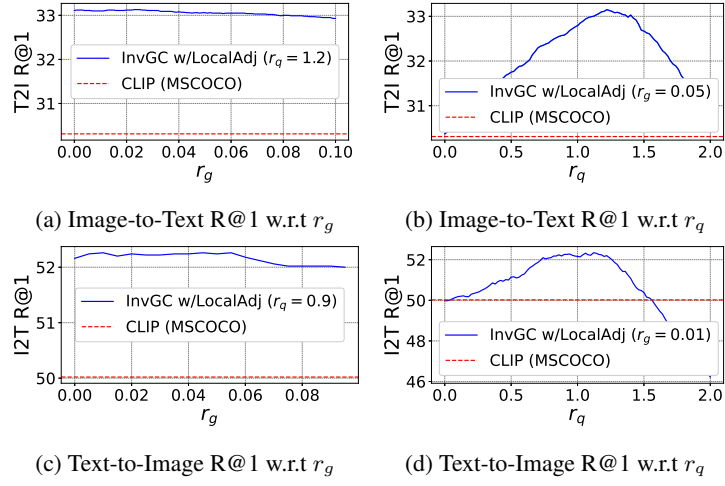 33
32
31
T2I R@1
InvGC w/LocalAdj (r_q = 1.2)
CLIP (MSCOCO)
0.00 0.02 0.04 0.06 0.08 0.10
r_g
(a) Image-to-Text R@1 w.r.t r_g
33
32
31
T2I R@1
InvGC w/LocalAdj (r_g = 0.05)
CLIP (MSCOCO)
0.0 0.5 1.0 1.5 2.0
r_q
(b) Image-to-Text R@1 w.r.t r_q
52
51
50
I2T R@1
InvGC w/LocalAdj (r_q = 0.9)
CLIP (MSCOCO)
0.00 0.02 0.04 0.06 0.08
r_g
(c) Text-to-Image R@1 w.r.t r_g
52
50
48
46
I2T R@1
InvGC w/LocalAdj (r_g = 0.01)
CLIP (MSCOCO)
0.0 0.5 1.0 1.5 2.0
r_q
(d) Text-to-Image R@1 w.r.t r_q